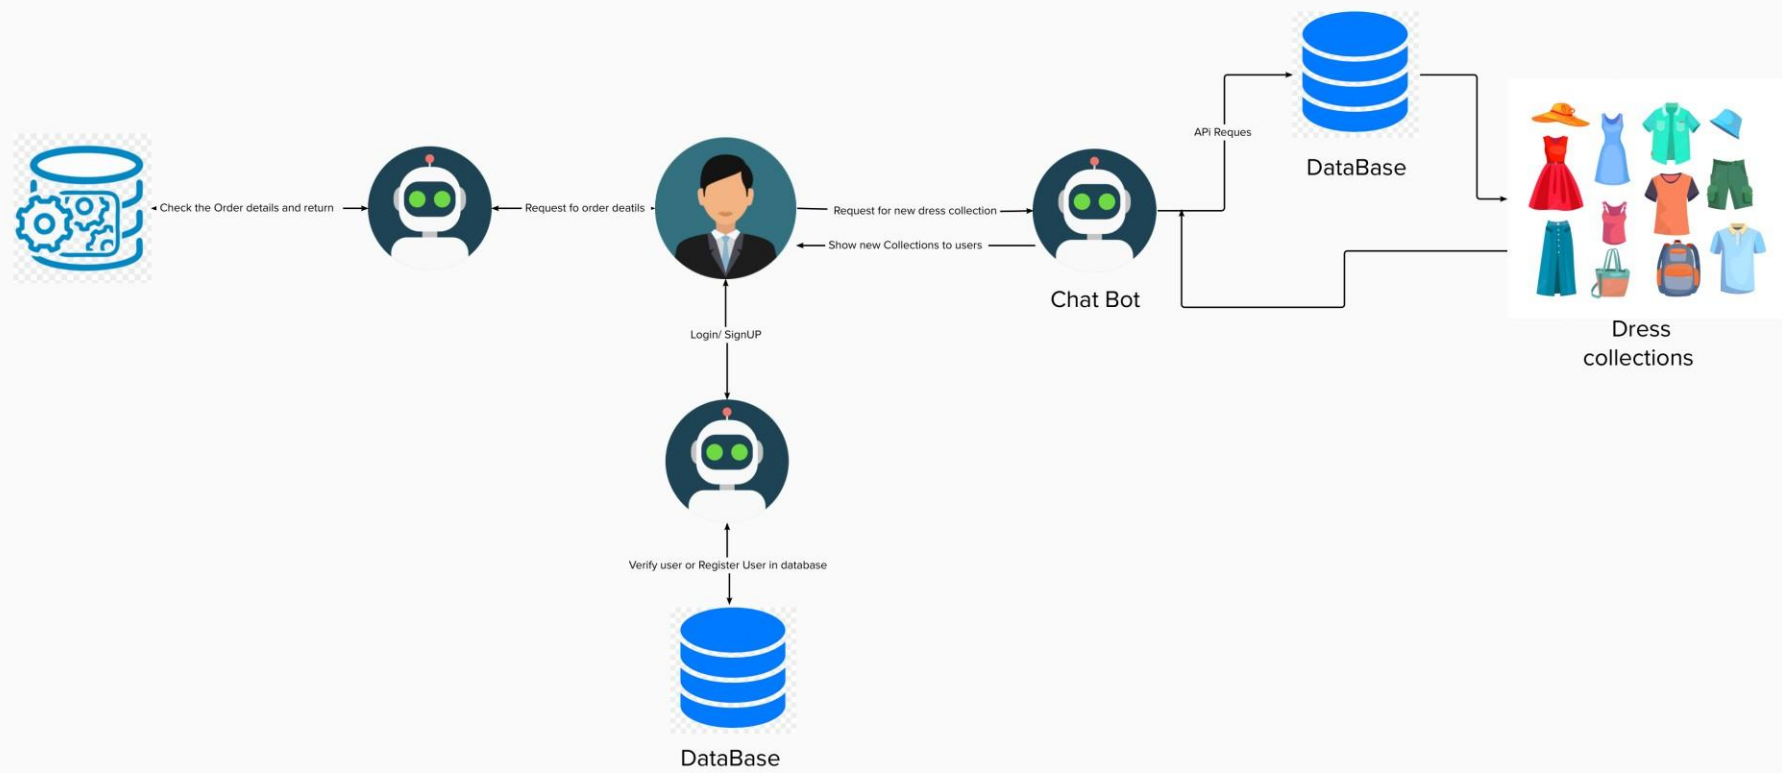 APi Reques
DataBase
Check the Order details and return
Request fo order deatils
Request for new dress collection
Show new Collections to users
Chat Bot
Dress
collections
Login/ SignUP
Verify user or Register User in database
DataBase